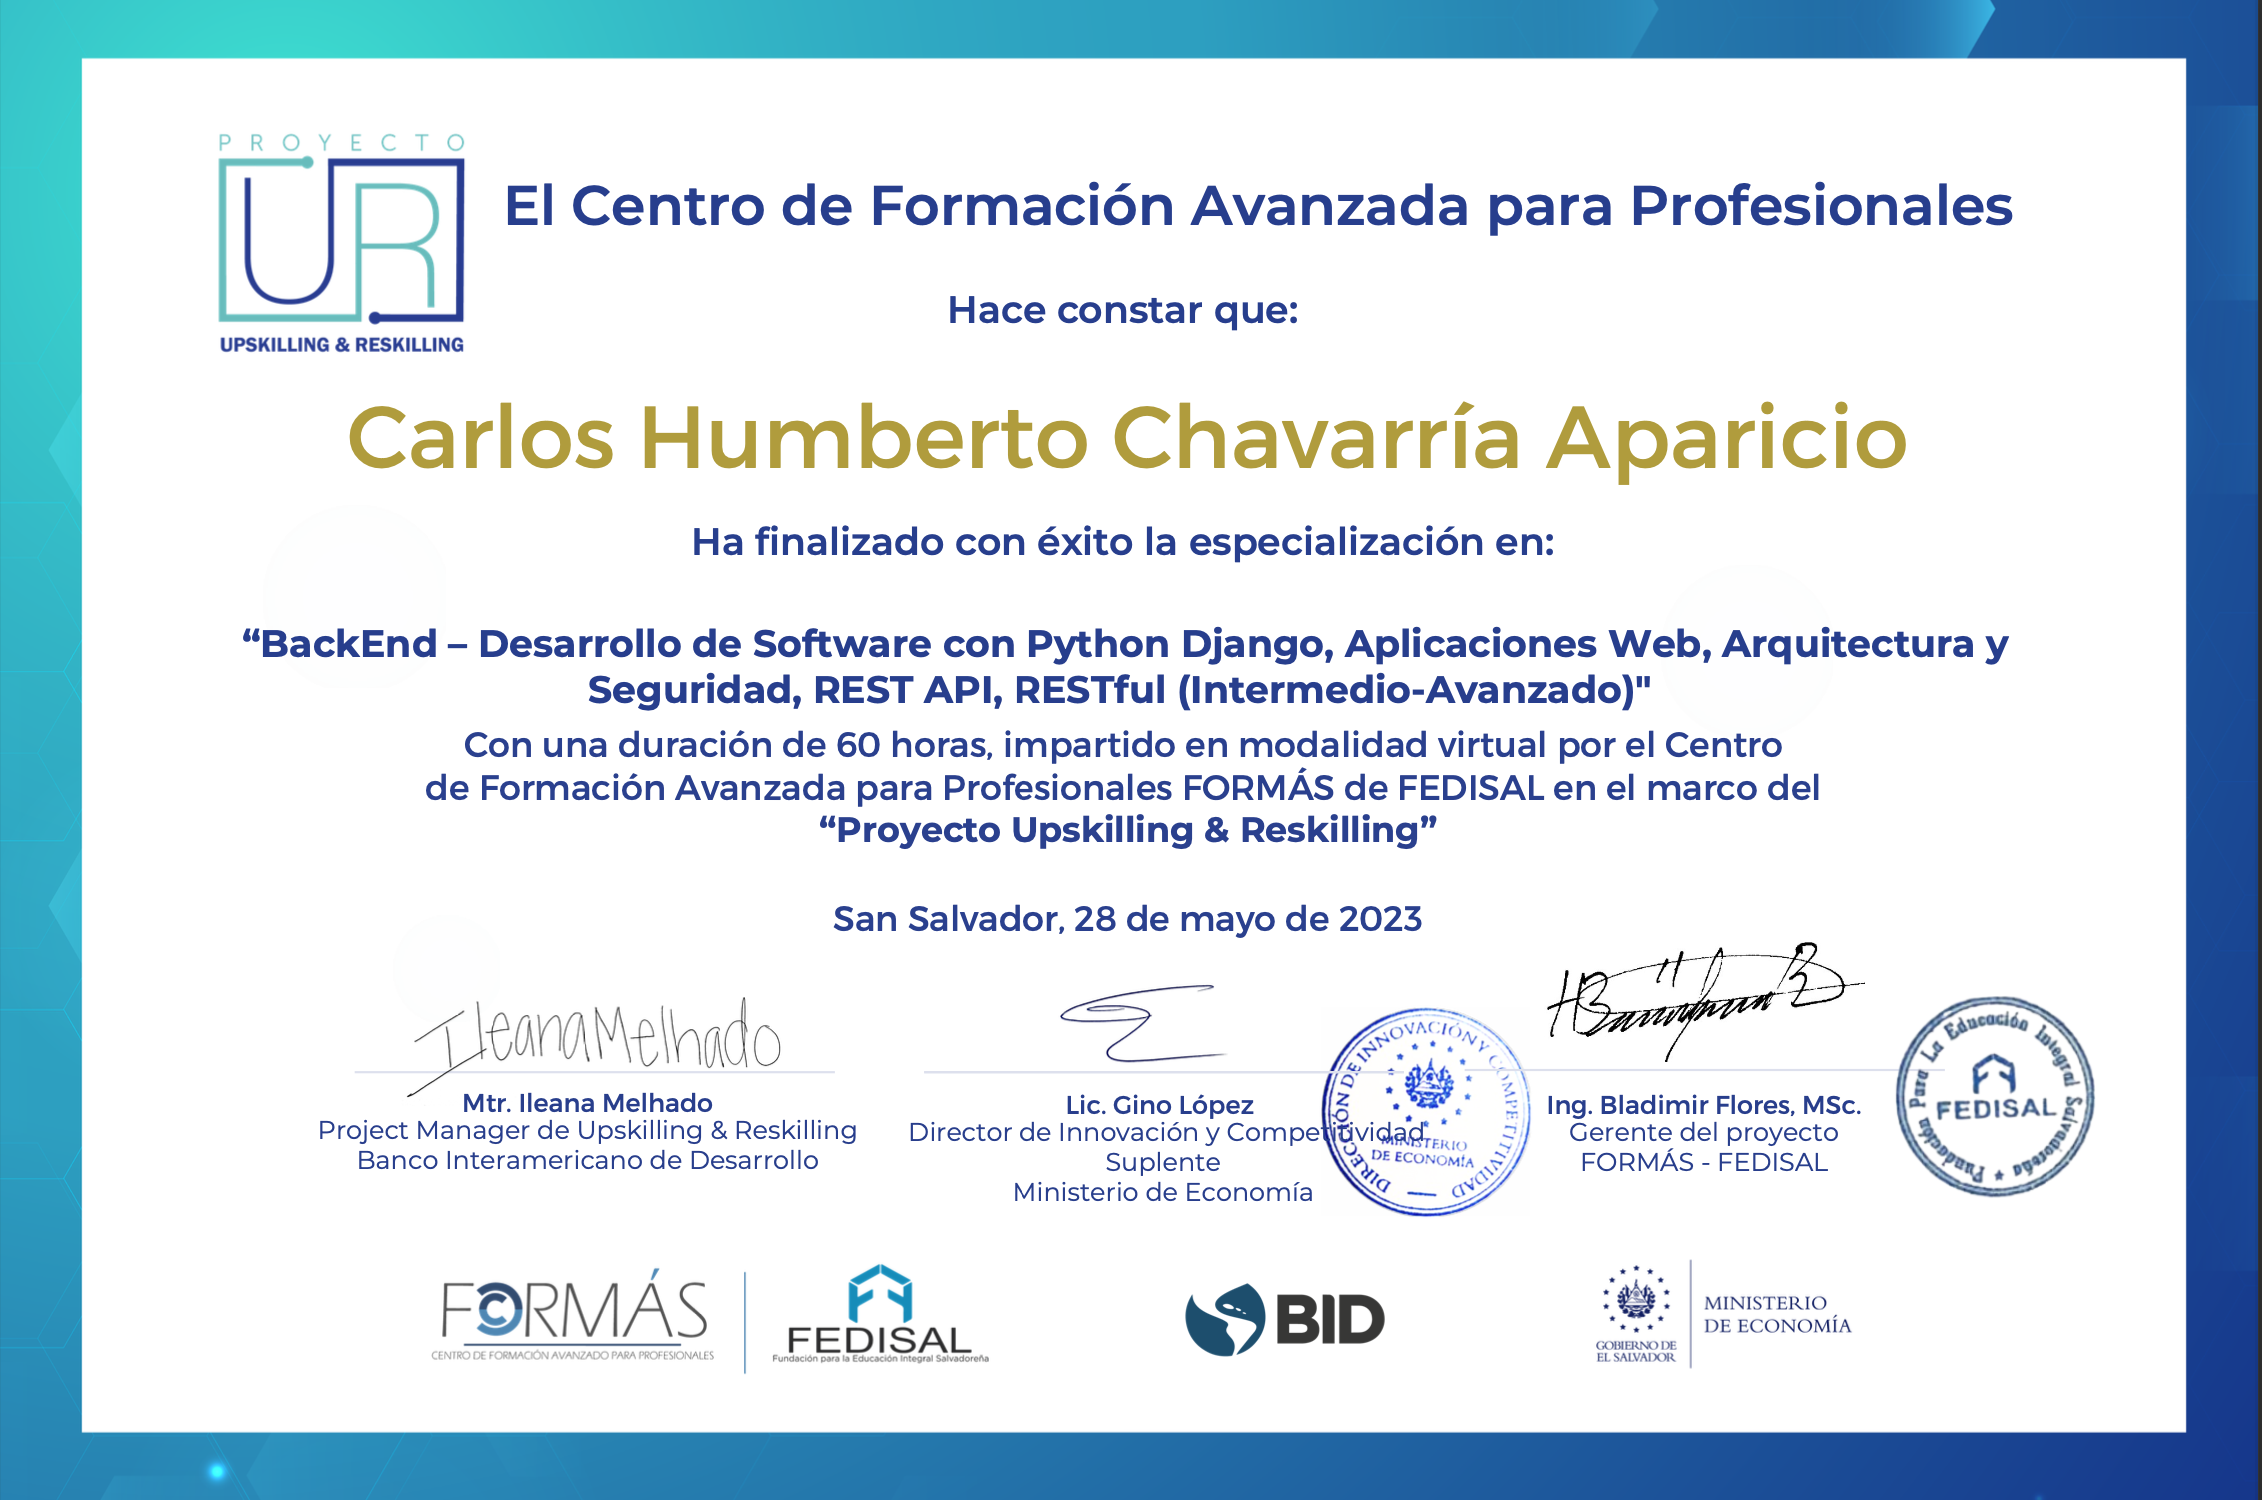 PROYECTO
UR
UPSKILLING & RESKILLING
El Centro de Formación Avanzada para Profesionales
Hace constar que:
Carlos Humberto Chavarría Aparicio
Ha finalizado con éxito la especialización en:
“BackEnd – Desarrollo de Software con Python Django, Aplicaciones Web, Arquitectura y
Seguridad, REST API, RESTful (Intermedio-Avanzado)"
Con una duración de 60 horas, impartido en modalidad virtual por el Centro
de Formación Avanzada para Profesionales FORMÁS de FEDISAL en el marco del
“Proyecto Upskilling & Reskilling”
San Salvador, 28 de mayo de 2023
Ileana Melhado
Mtr. Ileana Melhado
Project Manager de Upskilling & Reskilling
Banco Interamericano de Desarrollo
Lic. Gino López
Director de Innovación y Competitividad
Suplente
Ministerio de Economía
DIRECCIÓN DE INNOVACIÓN Y COMPETITIVIDAD
MINISTERIO
DE ECONOMÍA
Ing. Bladimir Flores, MSc.
Gerente del proyecto
FORMÁS - FEDISAL
Fundación Para La Educación Integral Salvadoreña
FEDISAL
FORMÁS
CENTRO DE FORMACIÓN AVANZADO PARA PROFESIONALES
FEDISAL
Fundación para la Educación Integral Salvadoreña
BID
GOBIERNO DE
EL SALVADOR
MINISTERIO
DE ECONOMÍA